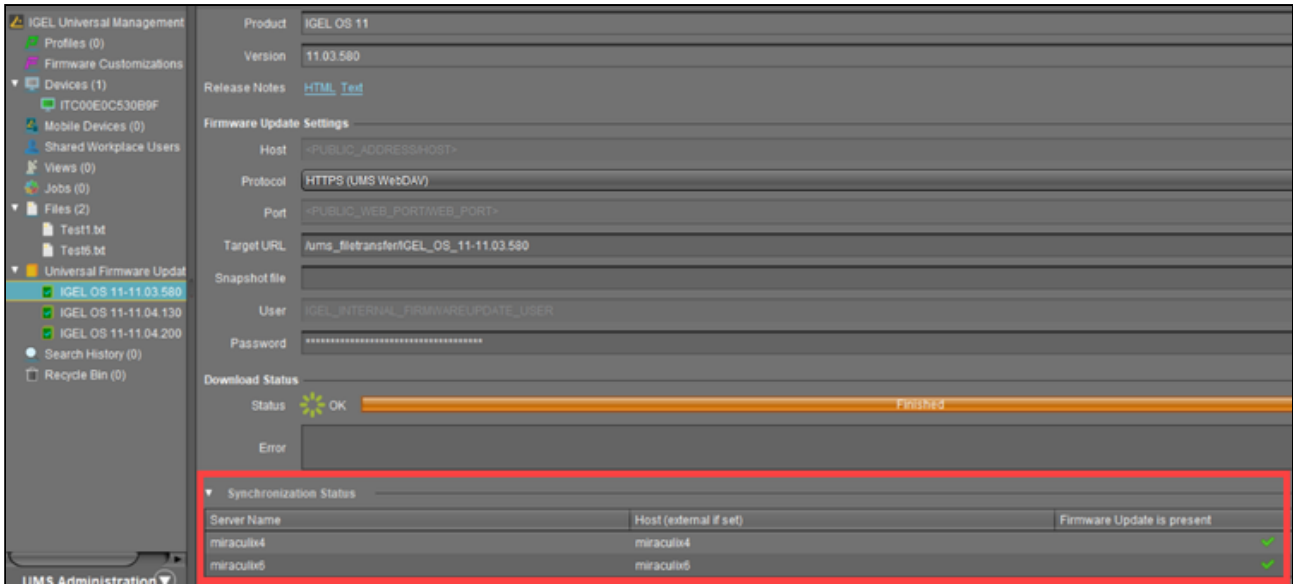 IGEL Universal Management
Profiles (0)
Firmware Customizations
Devices (1)
ITC00E0C530B9F
Mobile Devices (0)
Shared Workplace Users
Views (0)
Jobs (0)
Files (2)
Test1.txt
Test6.txt
Universal Firmware Updat
IGEL OS 11-11.03.580
IGEL OS 11-11.04.130
IGEL OS 11-11.04.200
Search History (0)
Recycle Bin (0)
UMS Administration
Product IGEL OS 11
Version 11.03.580
Release Notes HTML Text
Firmware Update Settings
Host <PUBLIC_ADDRESS/HOST>
Protocol HTTPS (UMS WebDAV)
Port <PUBLIC_WEB_PORT/WEB_PORT>
Target URL /ums_filetransfer/IGEL_OS_11-11.03.580
Snapshot file
User IGEL_INTERNAL_FIRMWAREUPDATE_USER
Password ************************************
Download Status
Status OK Finished
Error
Synchronization Status
Server Name Host (external if set) Firmware Update is present
miraculix4 miraculix4
miraculix6 miraculix6